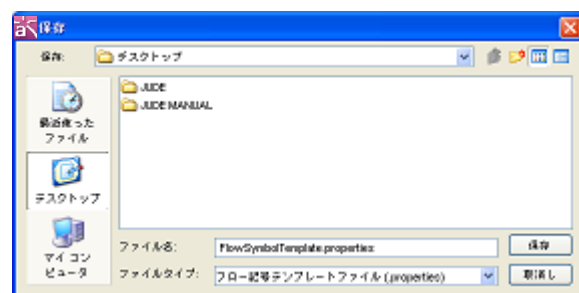 保存
保存: デスクトップ
JUDE
JUDE MANUAL
最近使った
ファイル
デスクトップ
マイ コン
ピュータ
ファイル名: FlowSymbolTemplate.properties 保存
ファイルタイプ: フロー記号テンプレートファイル (.properties) 取消し